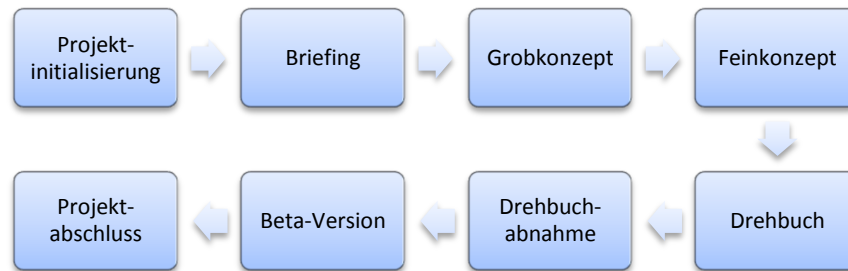 Projekt-
initialisierung
Briefing
Grobkonzept
Feinkonzept
Drehbuch
Drehbuch-
abnahme
Beta-Version
Projekt-
abschluss